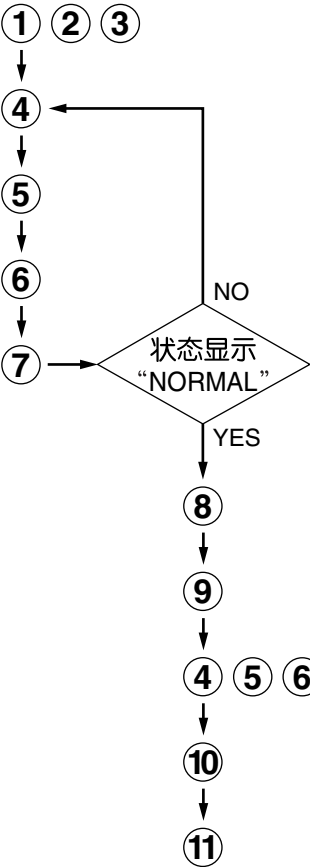 ① ② ③
④
⑤
⑥
NO
⑦
状态显示
“NORMAL”
YES
⑧
⑨
④ ⑤ ⑥
⑩
⑪